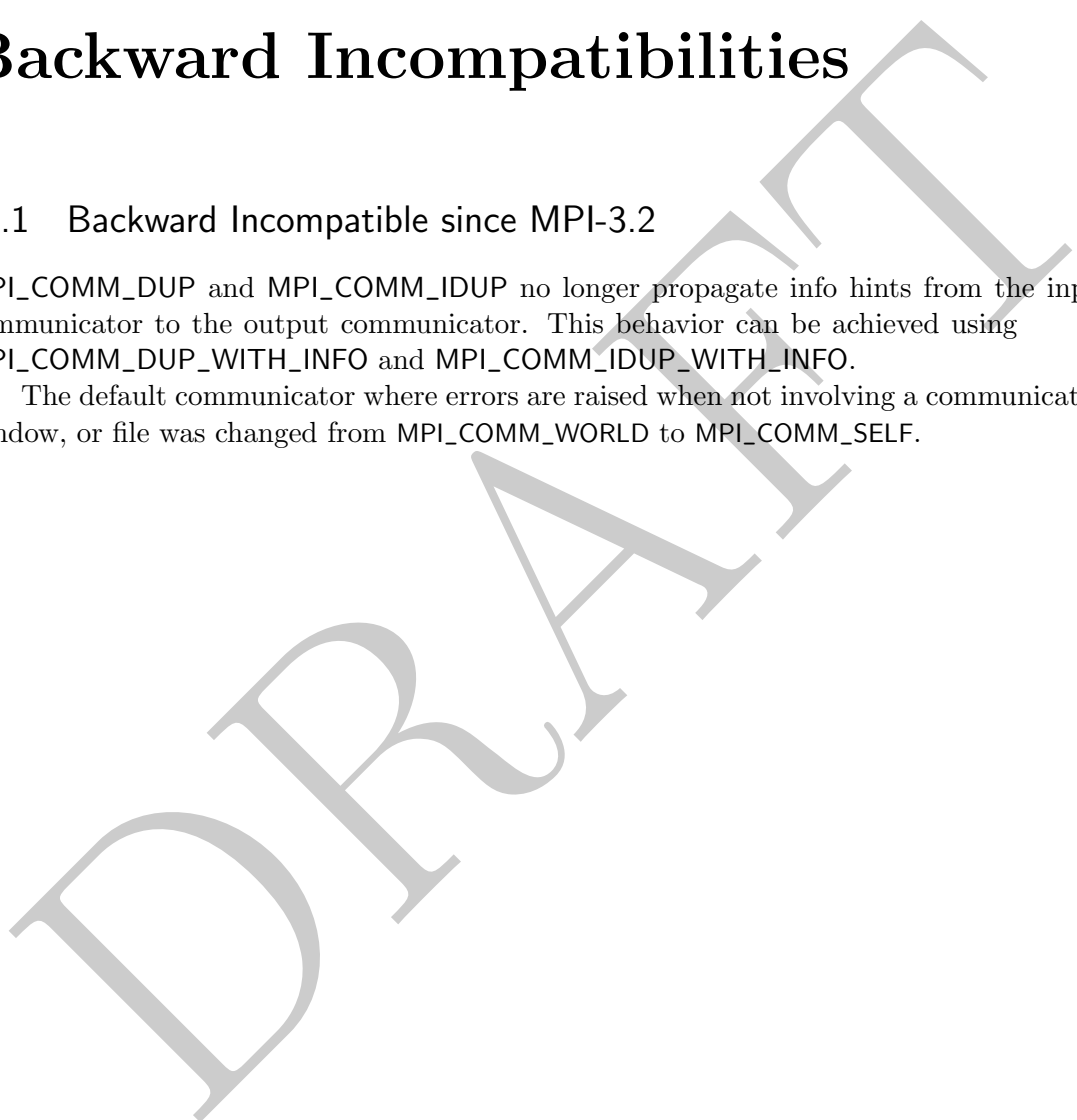 Backward Incompatibilities
.1 Backward Incompatible since MPI-3.2
PI_COMM_DUP and MPI_COMM_IDUP no longer propagate info hints from the inp
mmunicator to the output communicator. This behavior can be achieved using
PI_COMM_DUP_WITH_INFO and MPI_COMM_IDUP_WITH_INFO.
The default communicator where errors are raised when not involving a communicat
ndow, or file was changed from MPI_COMM_WORLD to MPI_COMM_SELF.
DRAFT